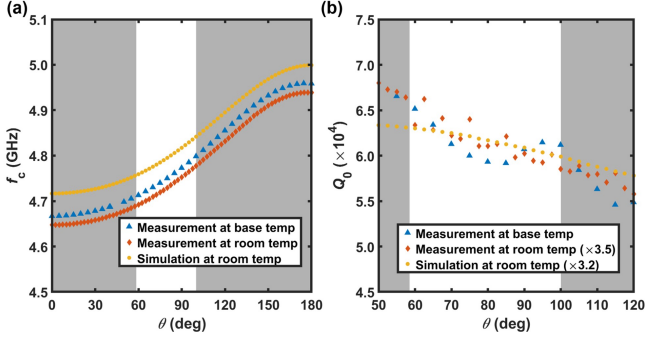 (a)
5.1
5.0
4.9
4.8
4.7
4.6
4.5
f_c (GHz)
Measurement at base temp
Measurement at room temp
Simulation at room temp
0 30 60 90 120 150 180
θ (deg)
(b)
7.0
6.5
6.0
5.5
5.0
4.5
Q_0 (×10^4)
Measurement at base temp
Measurement at room temp (×3.5)
Simulation at room temp (×3.2)
50 60 70 80 90 100 110 120
θ (deg)